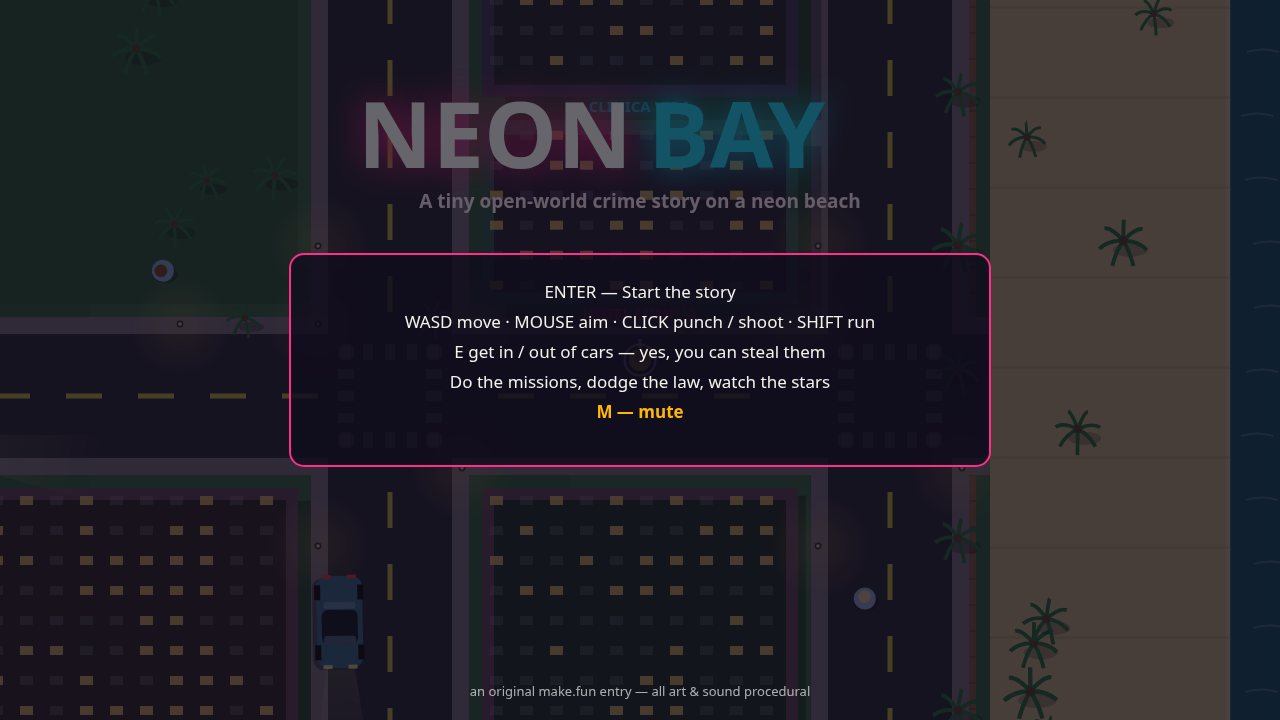 NEON BAY
A tiny open-world crime story on a neon beach
ENTER — Start the story
WASD move · MOUSE aim · CLICK punch / shoot · SHIFT run
E get in / out of cars — yes, you can steal them
Do the missions, dodge the law, watch the stars
M — mute
an original make.fun entry — all art & sound procedural